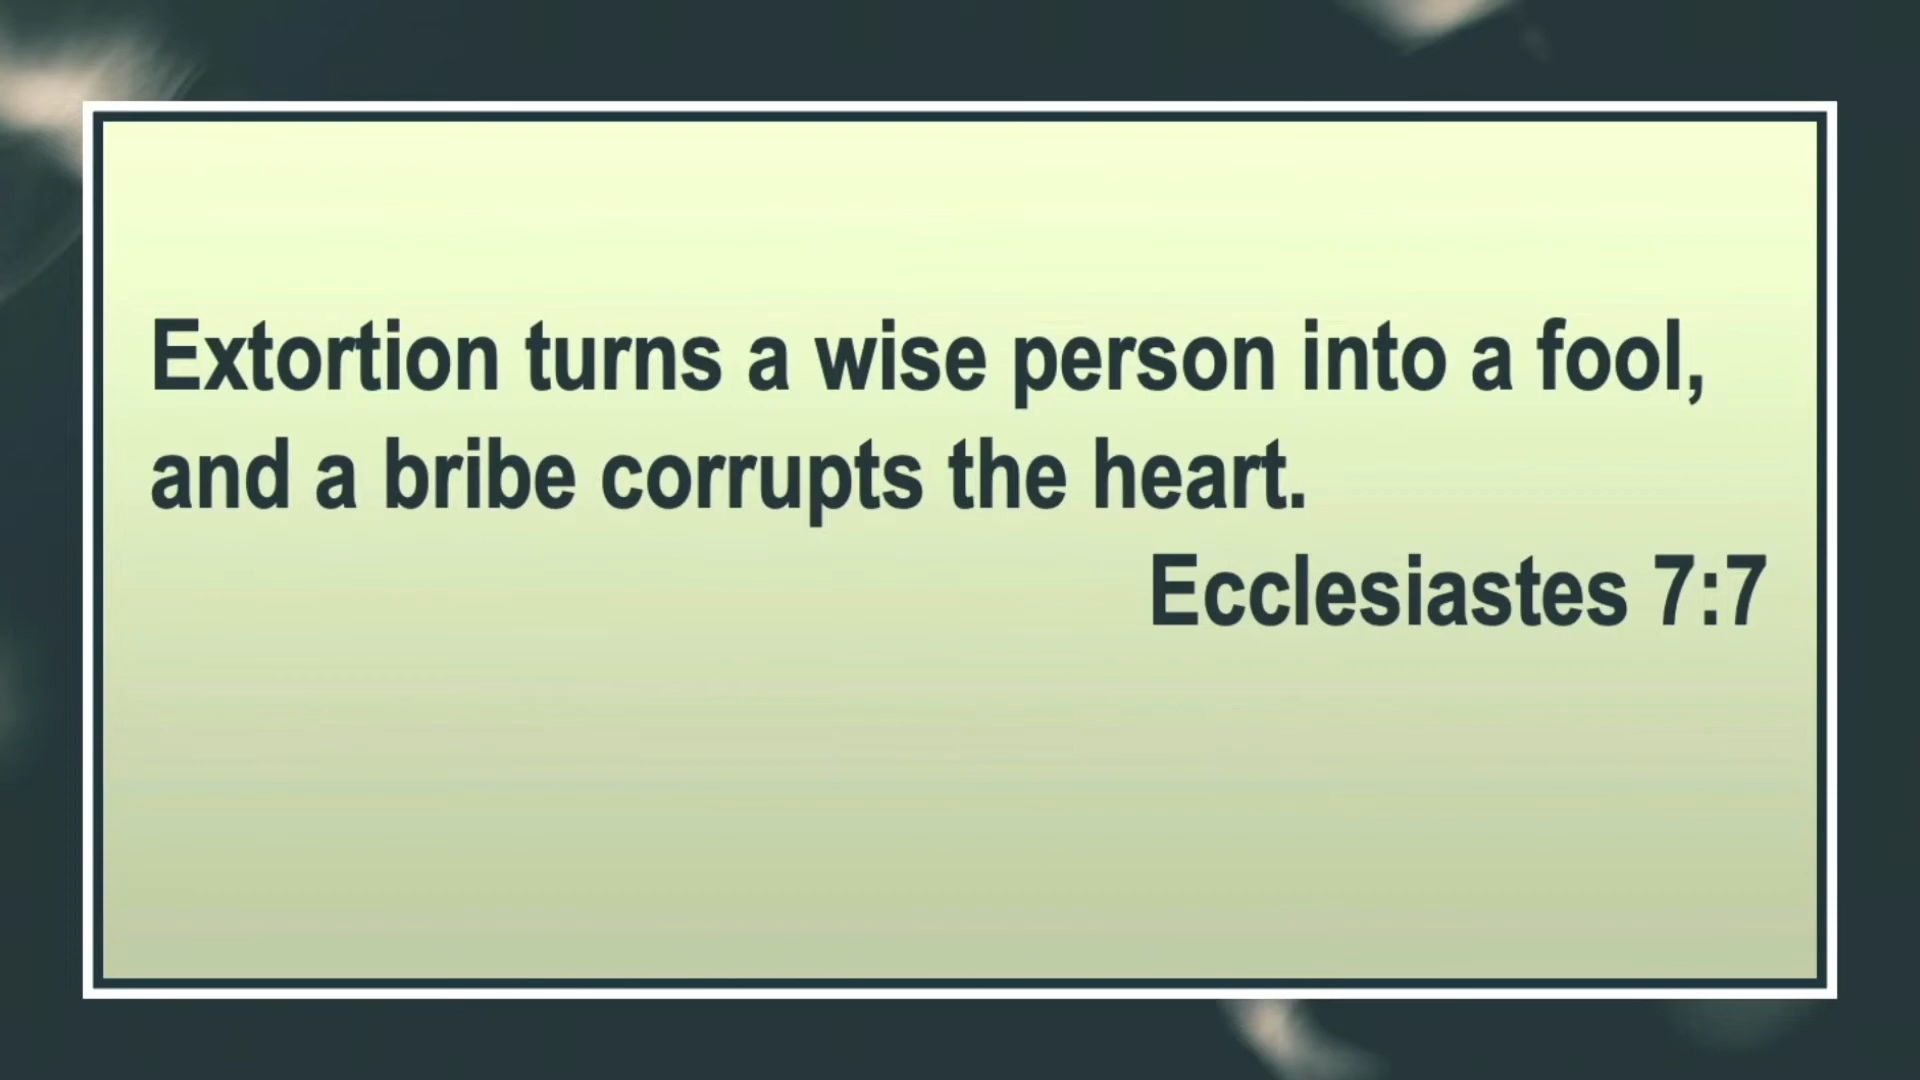 Extortion turns a wise person into a fool,
and a bribe corrupts the heart.
Ecclesiastes 7:7